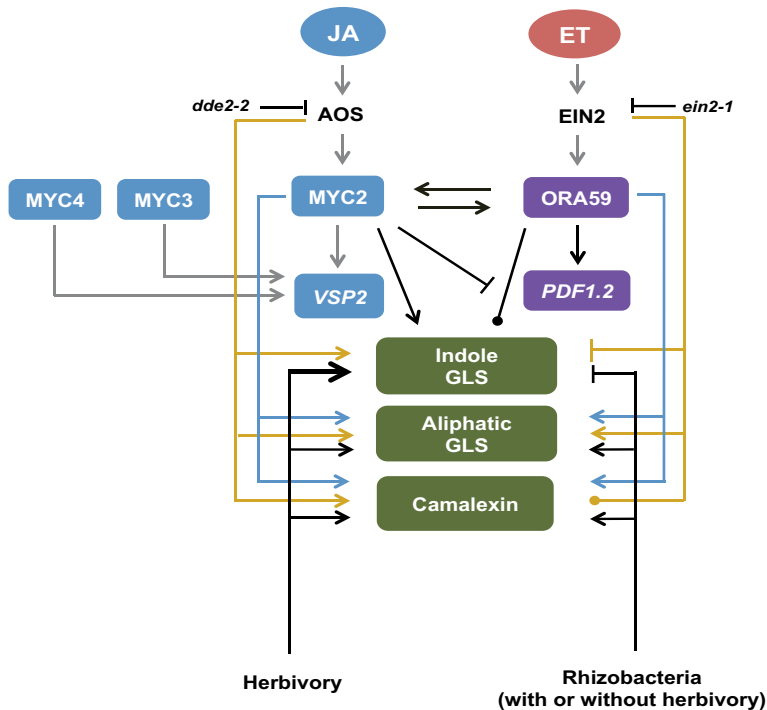 JA
ET
dde2-2
AOS
EIN2
ein2-1
MYC4
MYC3
MYC2
ORA59
VSP2
PDF1.2
Indole
GLS
Aliphatic
GLS
Camalexin
Herbivory
Rhizobacteria
(with or without herbivory)